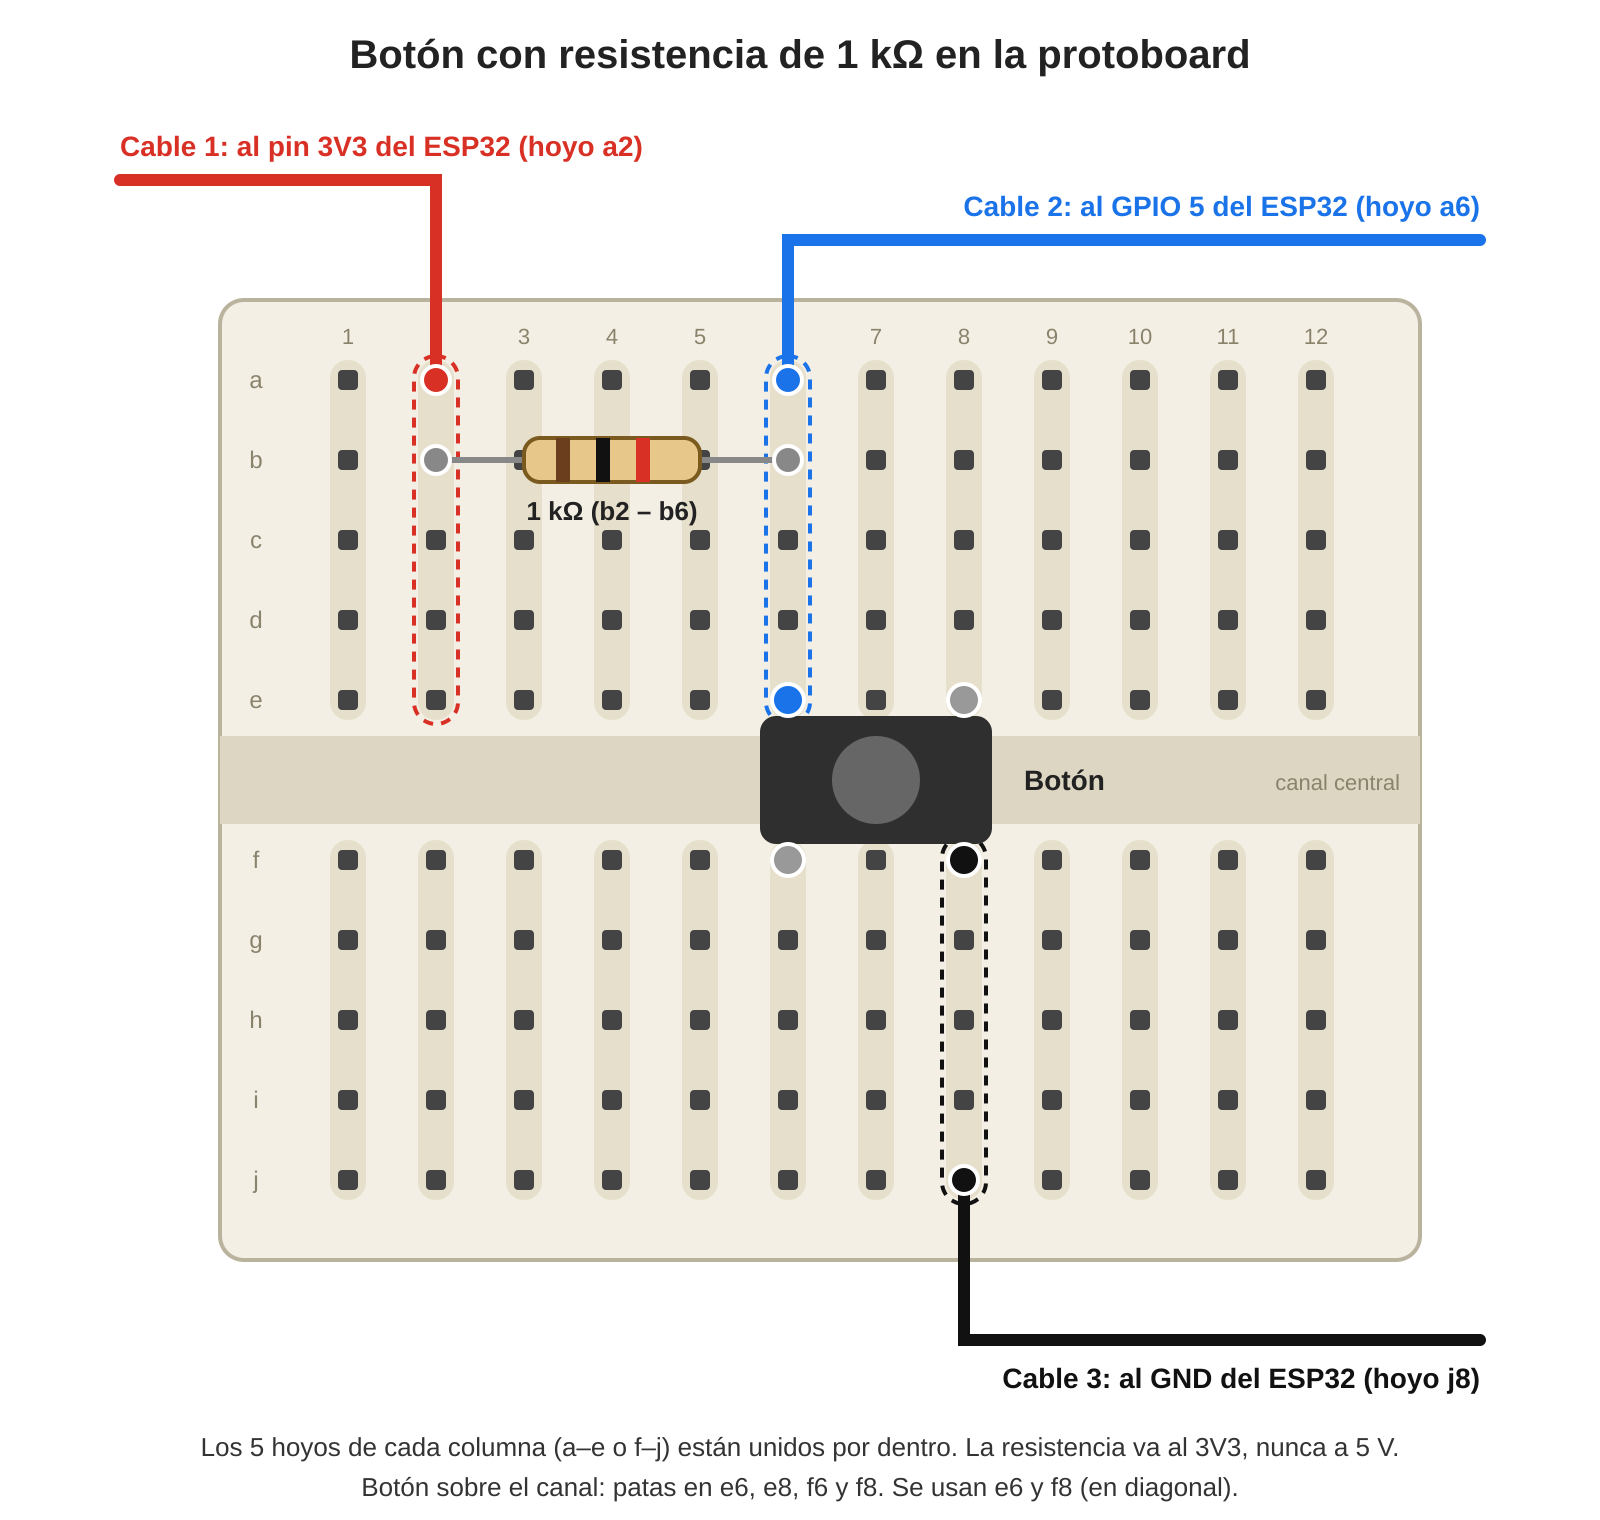 Botón con resistencia de 1 kΩ en la protoboard
Cable 1: al pin 3V3 del ESP32 (hoyo a2)
Cable 2: al GPIO 5 del ESP32 (hoyo a6)
1 3 4 5 7 8 9 10 11 12
a
b
1 kΩ (b2 – b6)
c
d
e
Botón canal central
f
g
h
i
j
Cable 3: al GND del ESP32 (hoyo j8)
Los 5 hoyos de cada columna (a–e o f–j) están unidos por dentro. La resistencia va al 3V3, nunca a 5 V.
Botón sobre el canal: patas en e6, e8, f6 y f8. Se usan e6 y f8 (en diagonal).